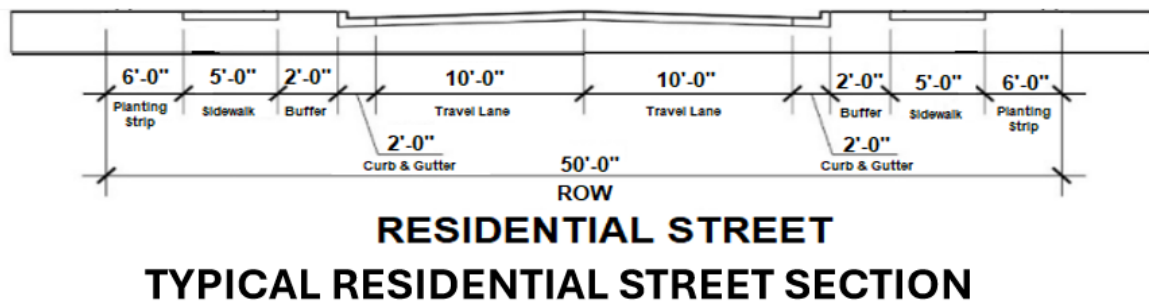 6'-0" 5'-0" 2'-0" 10'-0" 10'-0" 2'-0" 5'-0" 6'-0"
Planting Strip Sidewalk Buffer Travel Lane Travel Lane Buffer Sidewalk Planting Strip
2'-0" 2'-0"
Curb & Gutter Curb & Gutter
50'-0"
ROW
RESIDENTIAL STREET
TYPICAL RESIDENTIAL STREET SECTION